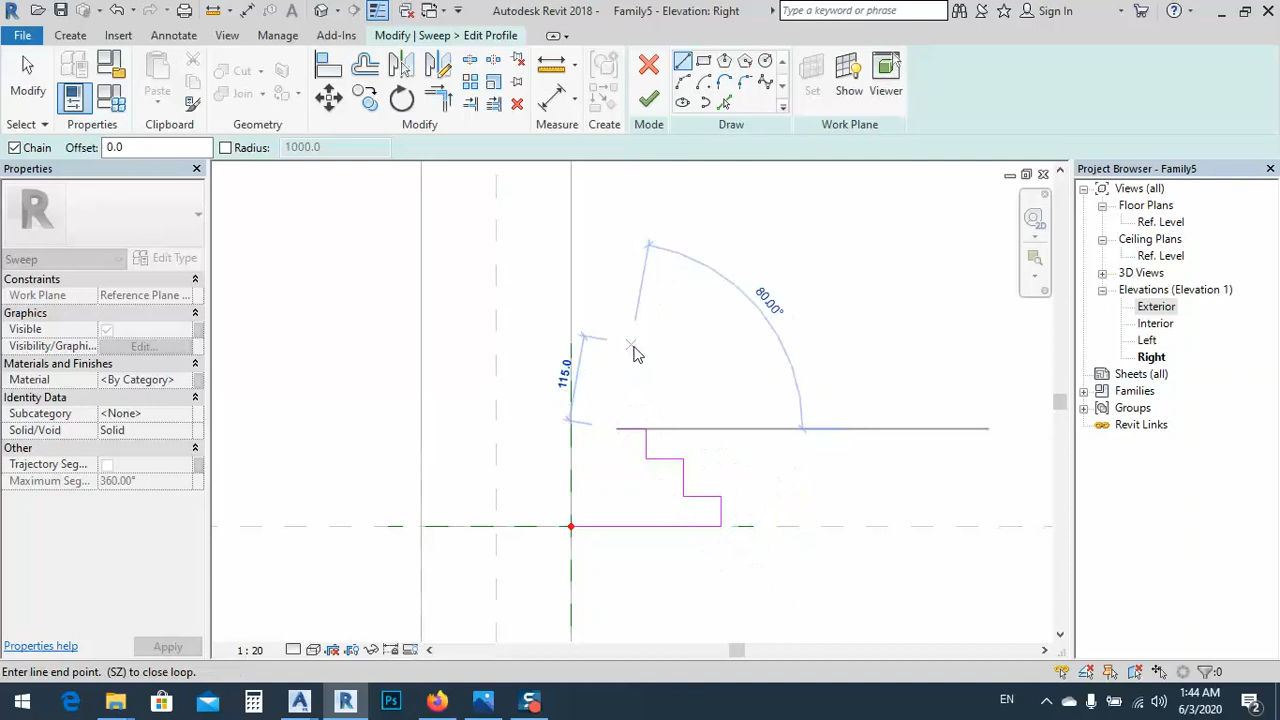 Autodesk Revit 2018 -    Family5 - Elevation: Right
Type a keyword or phrase
Sign In
File Create Insert Annotate View Manage Add-Ins Modify | Sweep > Edit Profile
Modify
Paste
Cut
Join
Set Show Viewer
Select Properties Clipboard Geometry Modify Measure Create Mode Draw Work Plane
Chain Offset: 0.0 Radius: 1000.0
Properties
Project Browser - Family5
R
Sweep Edit Type
Constraints
Work Plane Reference Plane ...
Graphics
Visible
Visibility/Graphi... Edit...
Materials and Finishes
Material <By Category>
Identity Data
Subcategory <None>
Solid/Void Solid
Other
Trajectory Seg...
Maximum Seg... 360.00°
80.00°
115.0
2D
Views (all)
Floor Plans
Ref. Level
Ceiling Plans
Ref. Level
3D Views
Elevations (Elevation 1)
Exterior
Interior
Left
Right
Sheets (all)
Families
Groups
Revit Links
Properties help Apply
1 : 20
Enter line end point.  (SZ) to close loop.
:0
EN
1:44 AM
6/3/2020
2